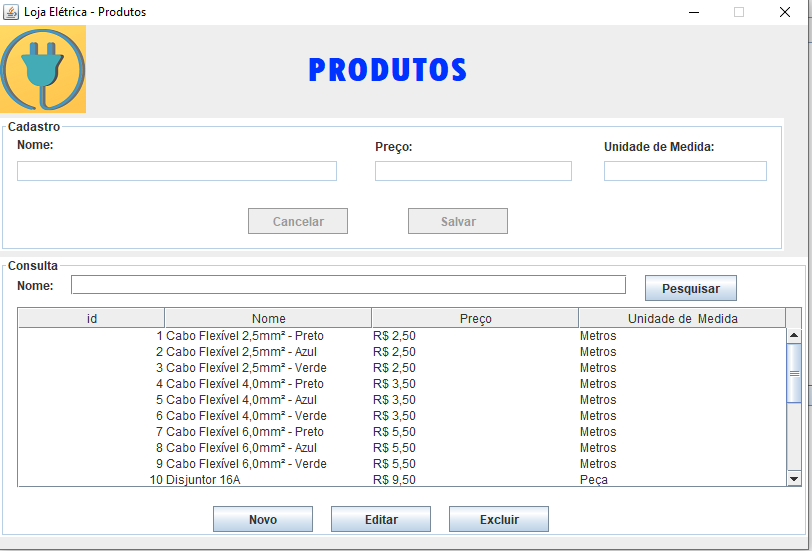 Loja Elétrica - Produtos
PRODUTOS
Cadastro
Nome: Preço: Unidade de Medida:
Cancelar Salvar
Consulta
Nome: Pesquisar
id Nome Preço Unidade de Medida
1 Cabo Flexível 2,5mm² - Preto R$ 2,50 Metros
2 Cabo Flexível 2,5mm² - Azul R$ 2,50 Metros
3 Cabo Flexível 2,5mm² - Verde R$ 2,50 Metros
4 Cabo Flexível 4,0mm² - Preto R$ 3,50 Metros
5 Cabo Flexível 4,0mm² - Azul R$ 3,50 Metros
6 Cabo Flexível 4,0mm² - Verde R$ 3,50 Metros
7 Cabo Flexível 6,0mm² - Preto R$ 5,50 Metros
8 Cabo Flexível 6,0mm² - Azul R$ 5,50 Metros
9 Cabo Flexível 6,0mm² - Verde R$ 5,50 Metros
10 Disjuntor 16A R$ 9,50 Peça
Novo Editar Excluir